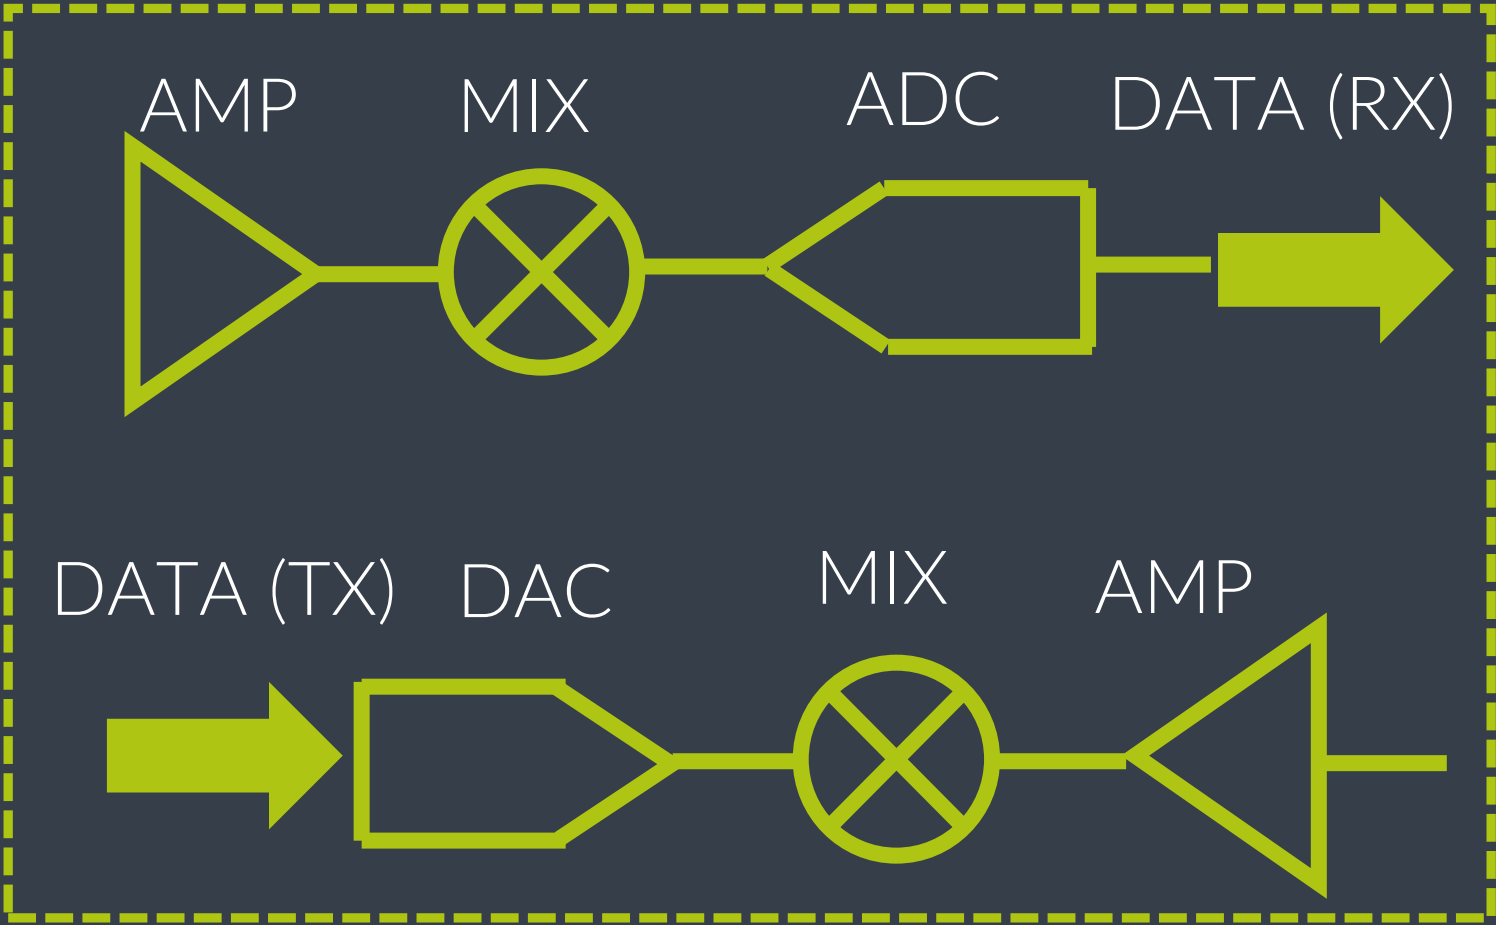 AMP
MIX
ADC
DATA (RX)
DATA (TX)
DAC
MIX
AMP